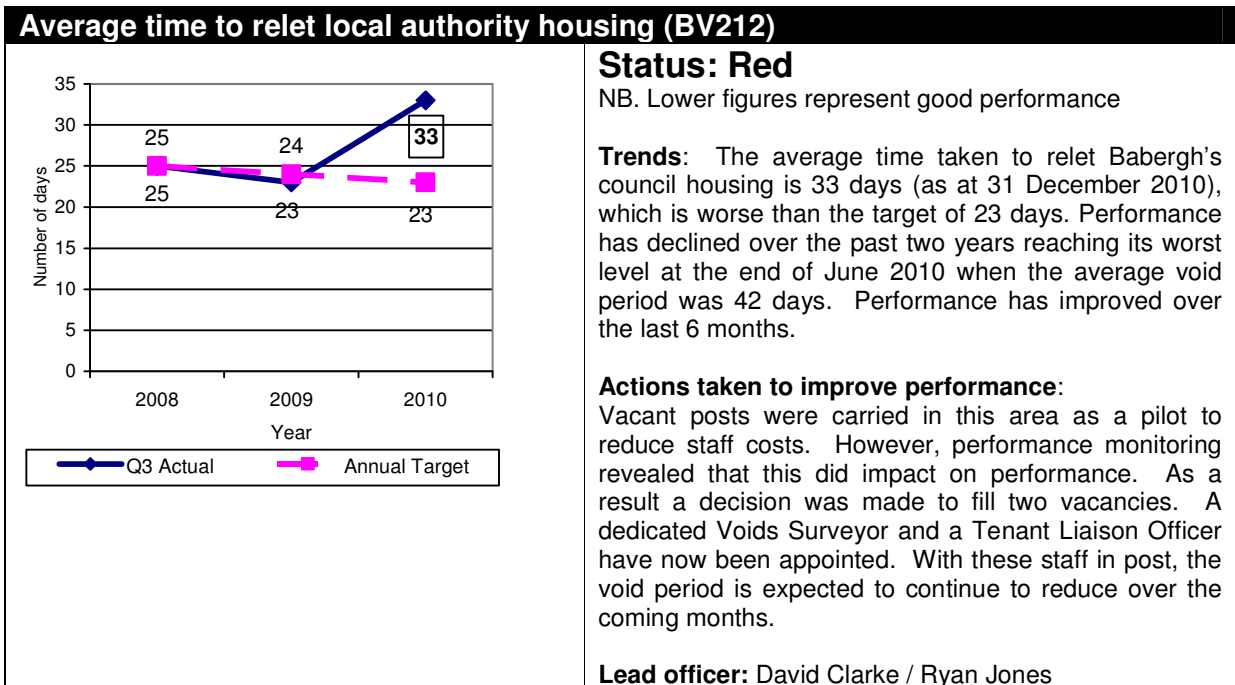 Average time to relet local authority housing (BV212)
35
30
25
20
15
10
5
0
Number of days
25
24
33
25
23
23
2008 2009 2010
Year
Q3 Actual Annual Target
Status: Red
NB. Lower figures represent good performance
Trends: The average time taken to relet Babergh's
council housing is 33 days (as at 31 December 2010),
which is worse than the target of 23 days. Performance
has declined over the past two years reaching its worst
level at the end of June 2010 when the average void
period was 42 days. Performance has improved over
the last 6 months.
Actions taken to improve performance:
Vacant posts were carried in this area as a pilot to
reduce staff costs. However, performance monitoring
revealed that this did impact on performance. As a
result a decision was made to fill two vacancies. A
dedicated Voids Surveyor and a Tenant Liaison Officer
have now been appointed. With these staff in post, the
void period is expected to continue to reduce over the
coming months.
Lead officer: David Clarke / Ryan Jones